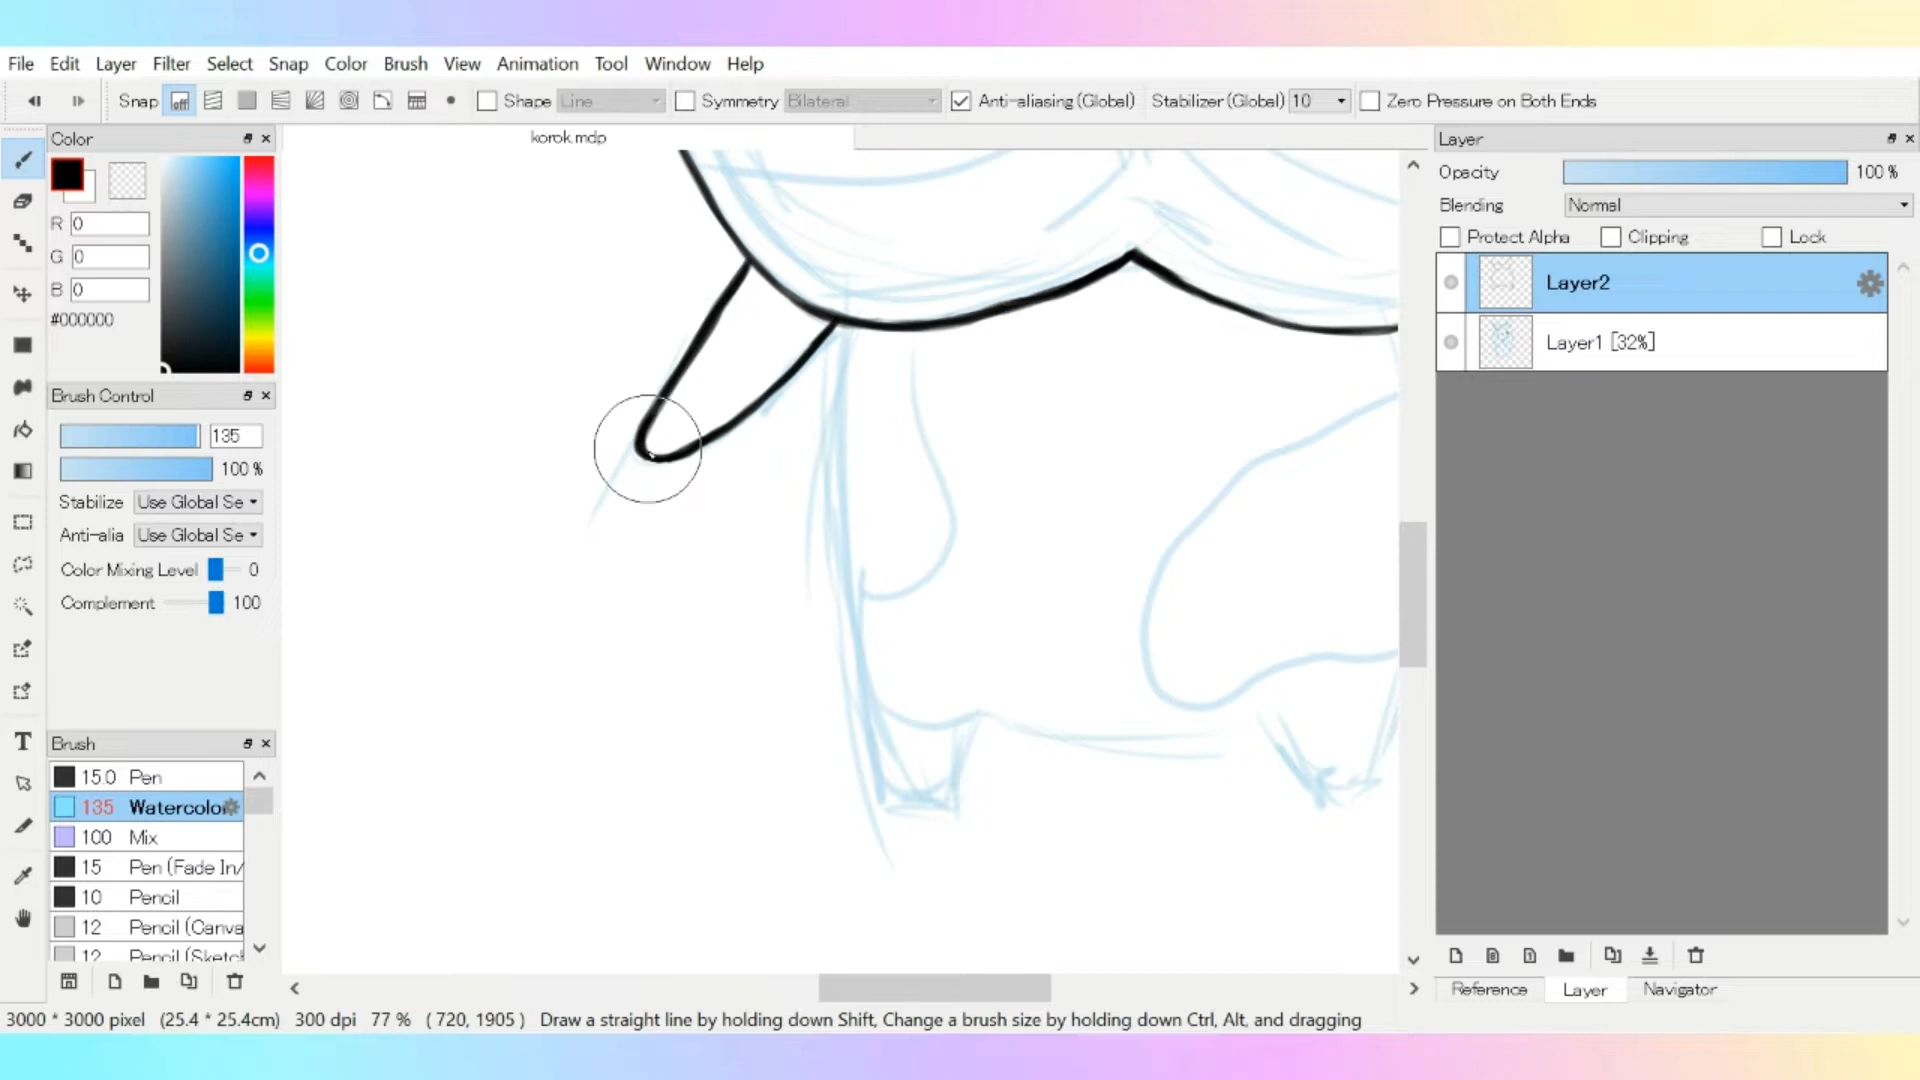 File Edit Layer Filter Select Snap Color Brush View Animation Tool Window Help
Snap off Shape Line Symmetry Bilateral Anti-aliasing (Global) Stabilizer (Global) 10 Zero Pressure on Both Ends
Color
korok.mdp
R 0
G 0
B 0
#000000
Brush Control
135
100 %
Stabilize Use Global Se
Anti-alia Use Global Se
Color Mixing Level 0
Complement 100
Brush
15.0 Pen
135 Watercolor
100 Mix
15 Pen (Fade In/
10 Pencil
12 Pencil (Canva
12 Pencil (Sketch
T
Layer
Opacity 100 %
Blending Normal
Protect Alpha Clipping Lock
Layer2
Layer1 [32%]
Reference Layer Navigator
3000 * 3000 pixel (25.4 * 25.4cm) 300 dpi 77 % ( 720, 1905 ) Draw a straight line by holding down Shift, Change a brush size by holding down Ctrl, Alt, and dragging